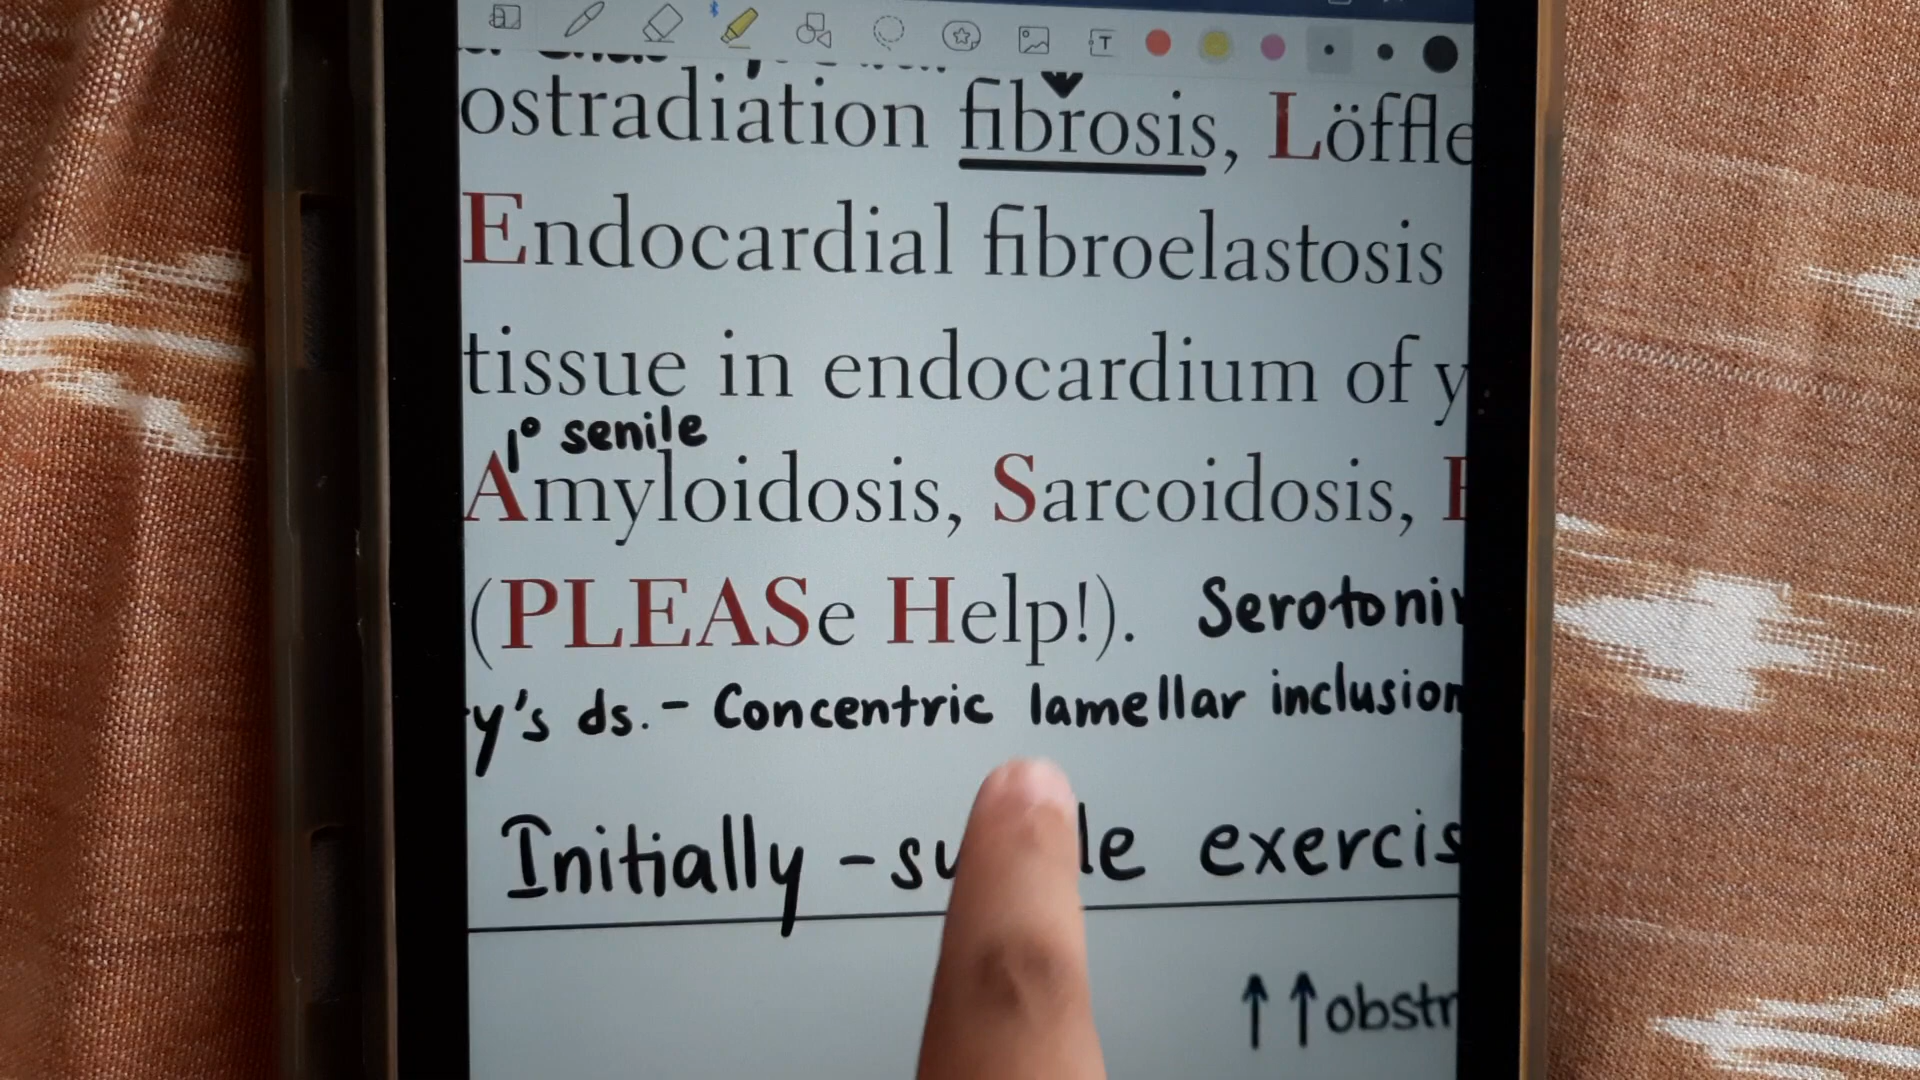 ostradiation fibrosis, Löffle
Endocardial fibroelastosis
tissue in endocardium of y
1° senile
Amyloidosis, Sarcoidosis,
(PLEASe Help!). Serotonin
y's ds. - Concentric lamellar inclusion
Initially - su le exercis
↑↑obstr